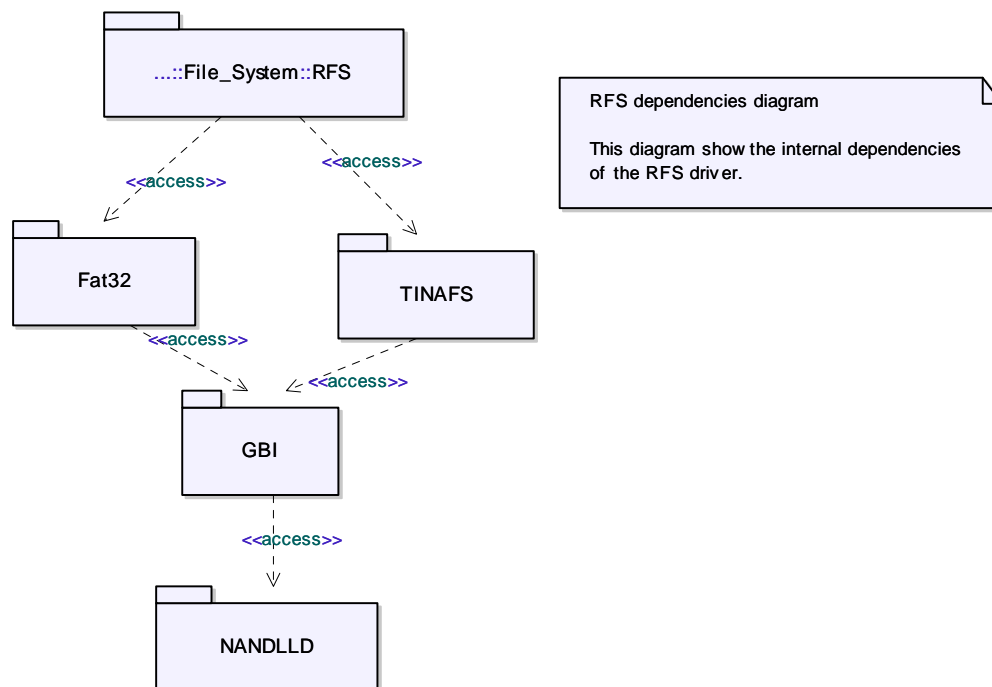 ...::File_System::RFS
RFS dependencies diagram
This diagram show the internal dependencies
of the RFS driver.
<<access>>
<<access>>
Fat32
TINAFS
<<access>>
<<access>>
GBI
<<access>>
NANDLLD